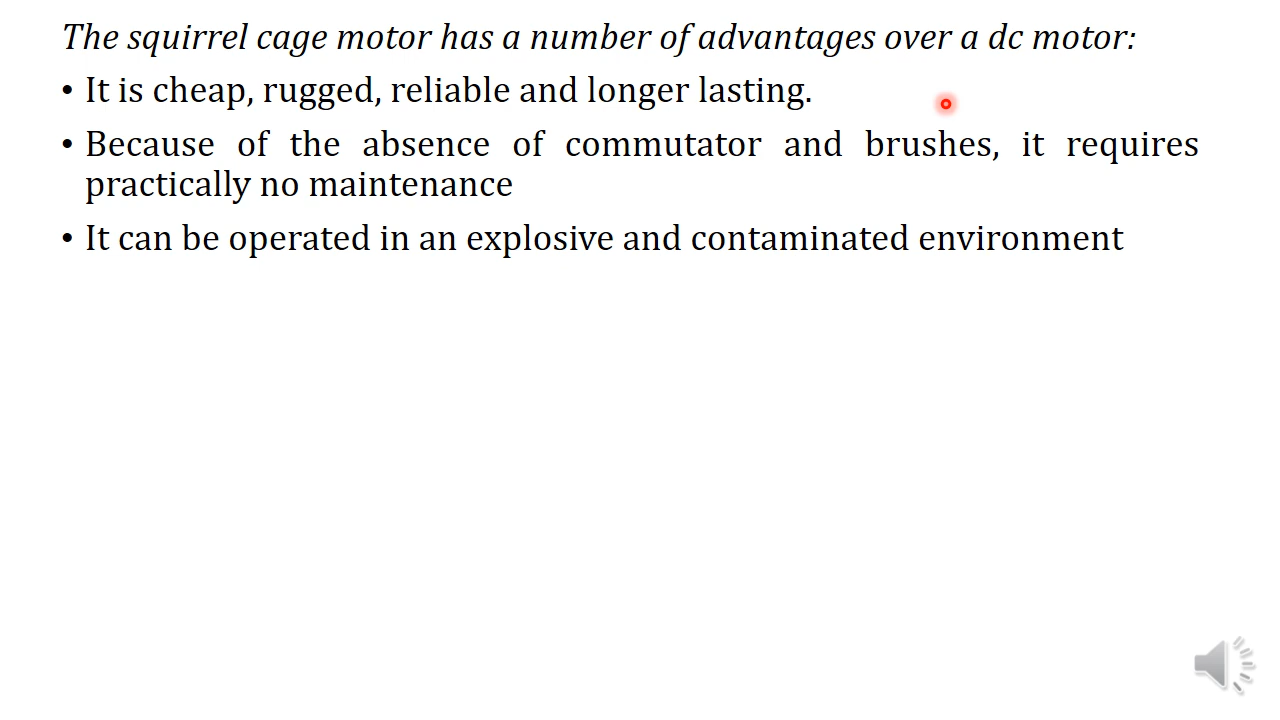 The squirrel cage motor has a number of advantages over a dc motor:
• It is cheap, rugged, reliable and longer lasting.
• Because of the absence of commutator and brushes, it requires
practically no maintenance
• It can be operated in an explosive and contaminated environment